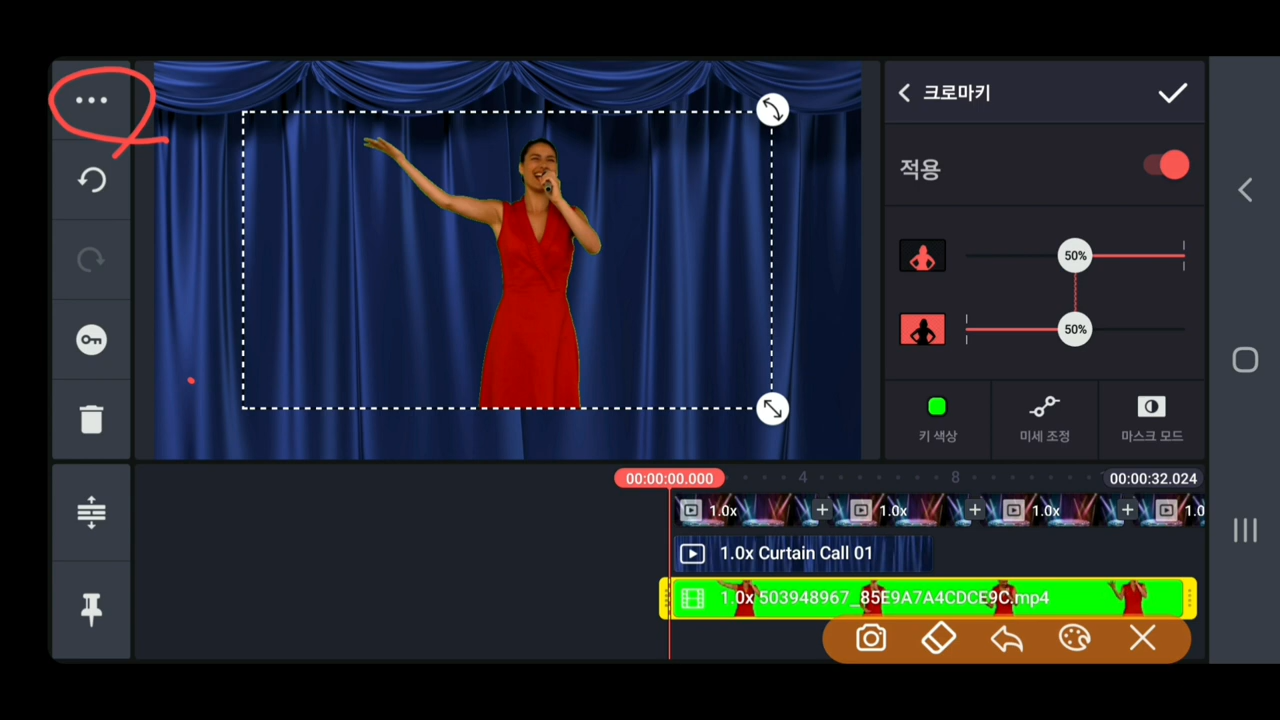 크로마키
적용
50%
50%
키 색상
미세 조정
마스크 모드
00:00:00.000
4
8
00:00:32.024
1.0x
1.0x
1.0x
1.0
1.0x Curtain Call 01
1.0x 503948967_85E9A7A4CDCE9C.mp4